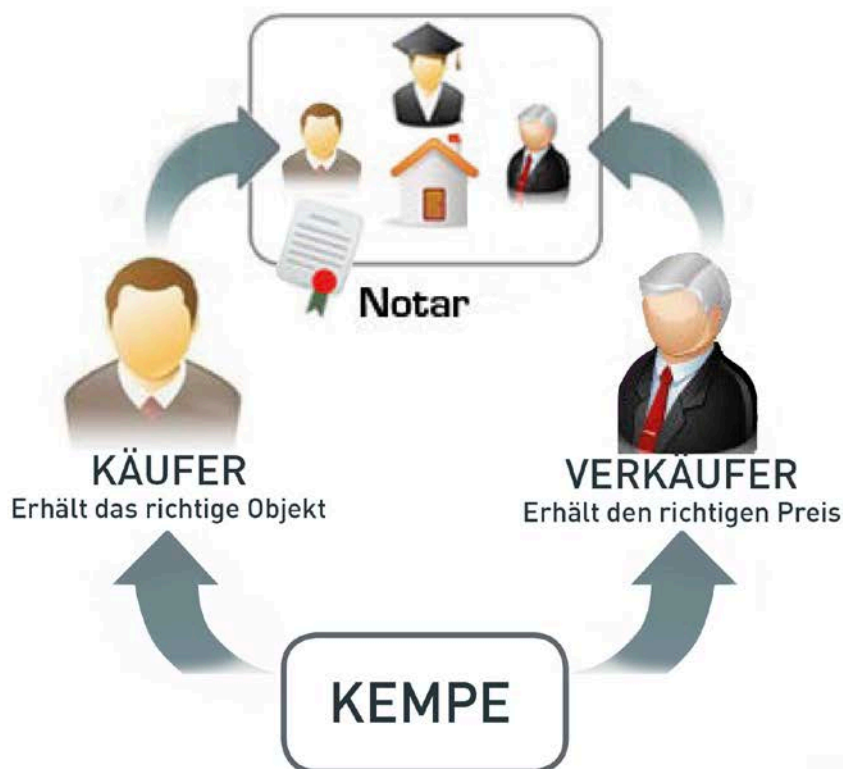 Notar
KÄUFER
Erhält das richtige Objekt
VERKÄUFER
Erhält den richtigen Preis
KEMPE